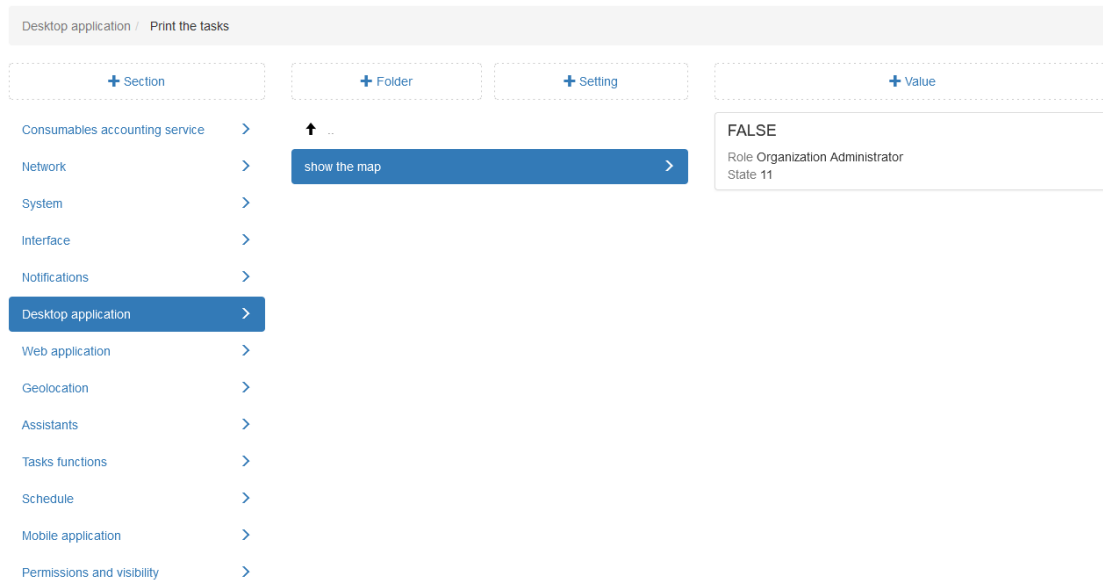 Desktop application / Print the tasks
+ Section
+ Folder
+ Setting
+ Value
Consumables accounting service
Network
System
Interface
Notifications
Desktop application
Web application
Geolocation
Assistants
Tasks functions
Schedule
Mobile application
Permissions and visibility
..
show the map
FALSE
Role Organization Administrator
State 11